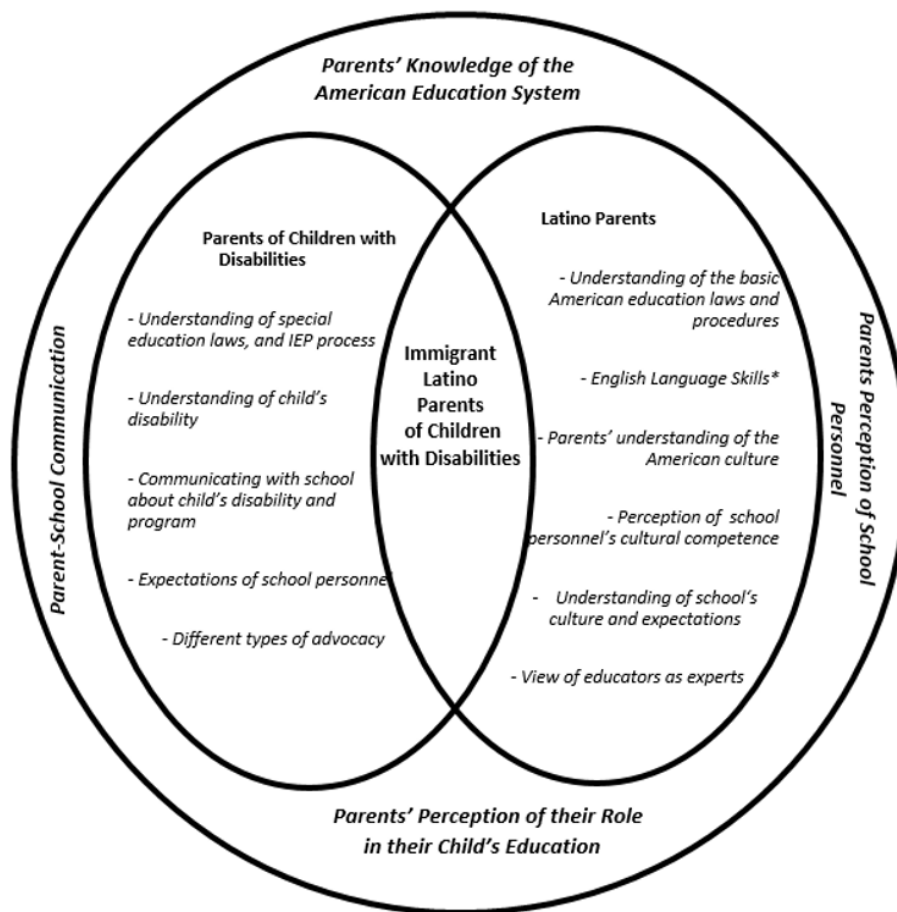 Parents’ Knowledge of the
American Education System
Parent-School Communication
Parents of Children with
Disabilities
- Understanding of special
education laws, and IEP process
- Understanding of child’s
disability
- Communicating with school
about child’s disability and
program
- Expectations of school personnel
- Different types of advocacy
Immigrant
Latino
Parents
of Children
with Disabilities
Latino Parents
- Understanding of the basic
American education laws and
procedures
- English Language Skills*
- Parents’ understanding of the
American culture
- Perception of school
personnel’s cultural competence
- Understanding of school‘s
culture and expectations
- View of educators as experts
Parents Perception of School
Personnel
Parents’ Perception of their Role
in their Child’s Education